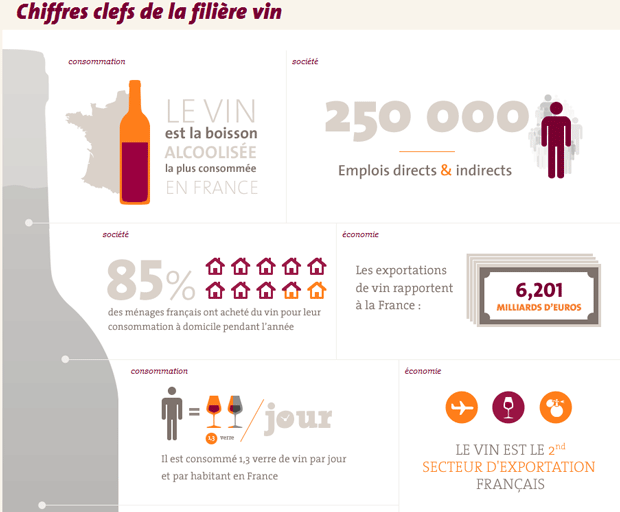 Chiffres clefs de la filière vin
consommation
LE VIN
est la boisson
ALCOOLISÉE
la plus consommée
EN FRANCE
société
250 000
Emplois directs & indirects
société
85%
des ménages français ont acheté du vin pour leur
consommation à domicile pendant l'année
économie
Les exportations
de vin rapportent
à la France :
6,201
MILLIARDS D'EUROS
consommation
=
1,3 verre
/ jour
Il est consommé 1,3 verre de vin par jour
et par habitant en France
économie
LE VIN EST LE 2nd
SECTEUR D'EXPORTATION
FRANÇAIS